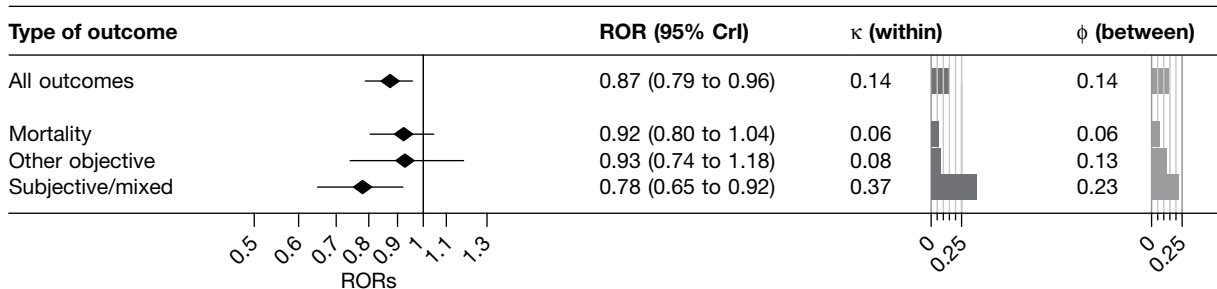 Type of outcome ROR (95% CrI) κ (within) ϕ (between)
All outcomes 0.87 (0.79 to 0.96) 0.14 0.14
Mortality 0.92 (0.80 to 1.04) 0.06 0.06
Other objective 0.93 (0.74 to 1.18) 0.08 0.13
Subjective/mixed 0.78 (0.65 to 0.92) 0.37 0.23
0.5 0.6 0.7 0.8 0.9 1 1.1 1.3 0 0.25 0 0.25
RORs